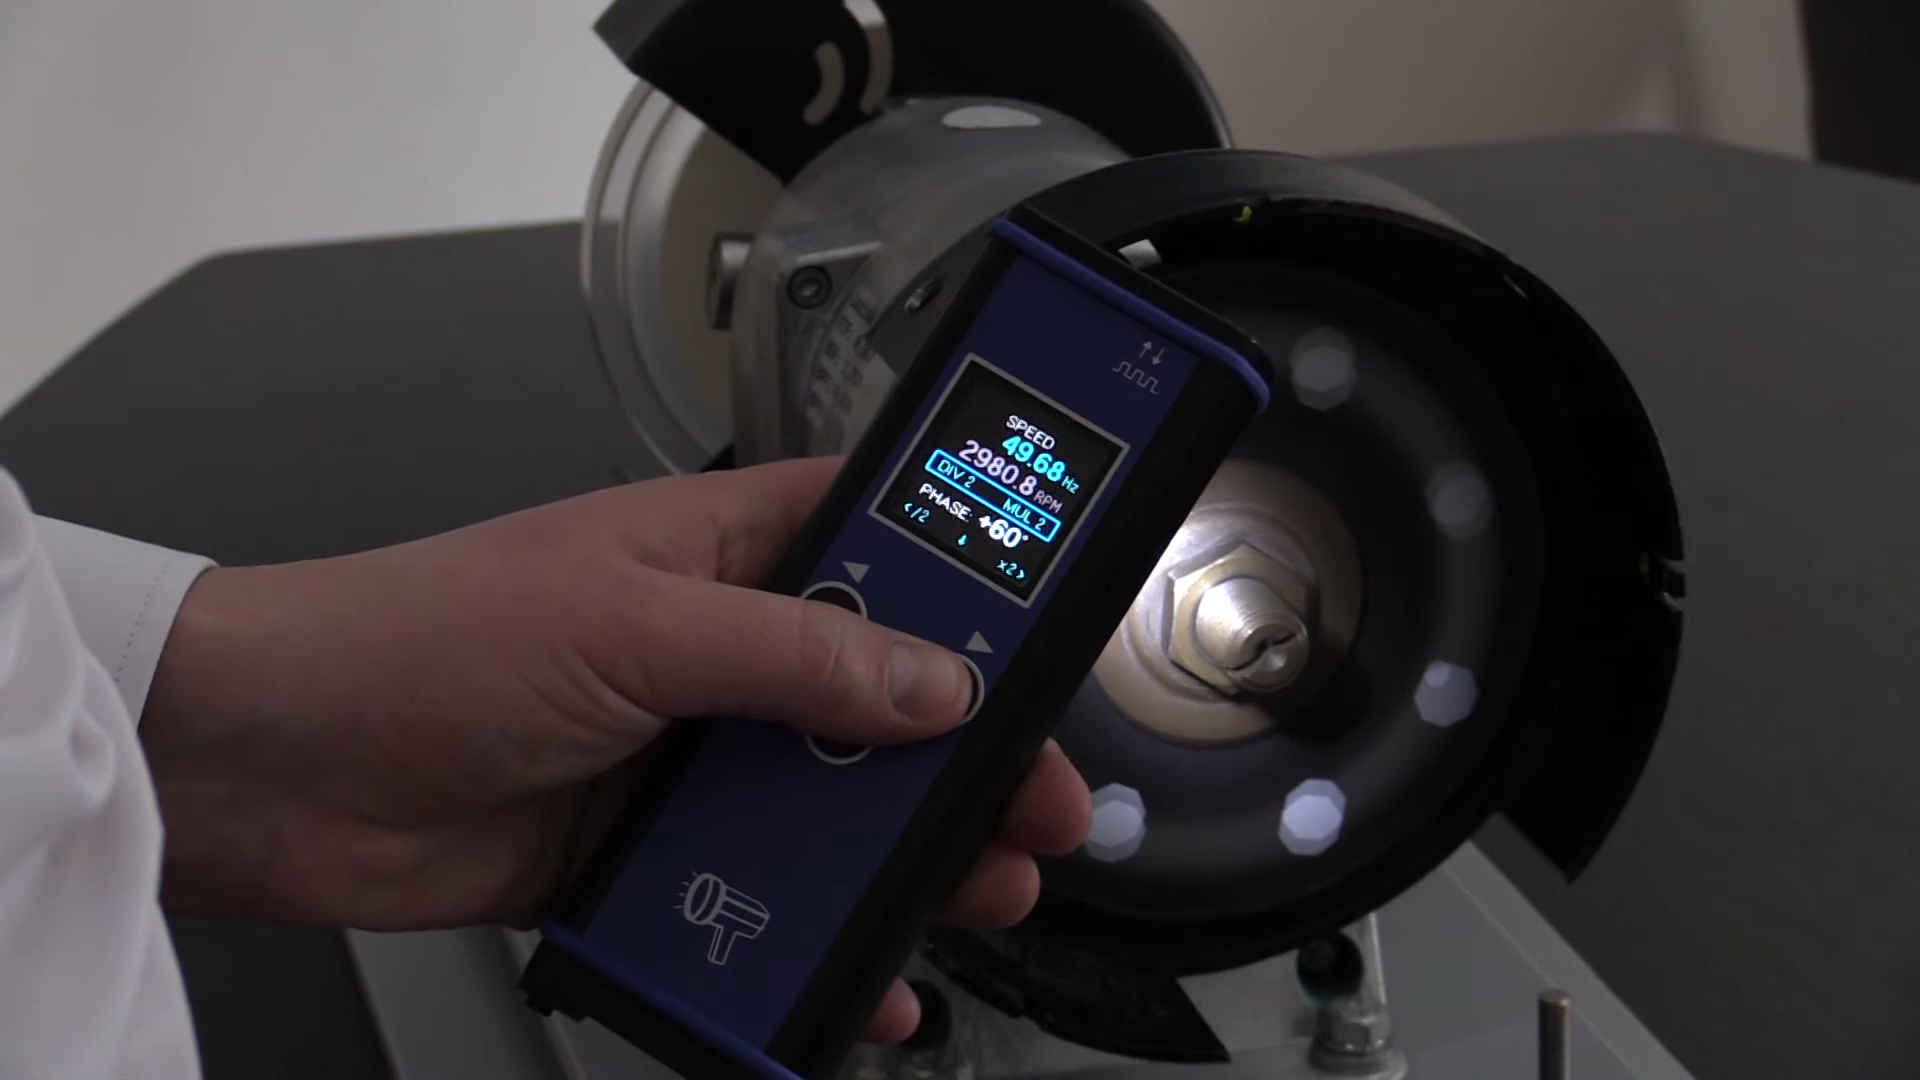 SPEED
49.68 Hz
2980.8 RPM
DIV 2 MUL 2
PHASE: +60°
</2
x2>